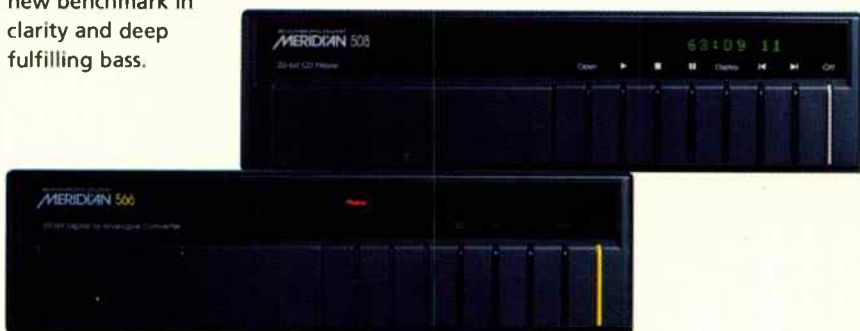 new benchmark in
clarity and deep
fulfilling bass.
MERIDIAN 508
63:09 11
20-bit CD Player
Open Display Off
MERIDIAN 566
Phase
20-bit Digital to Analogue Converter